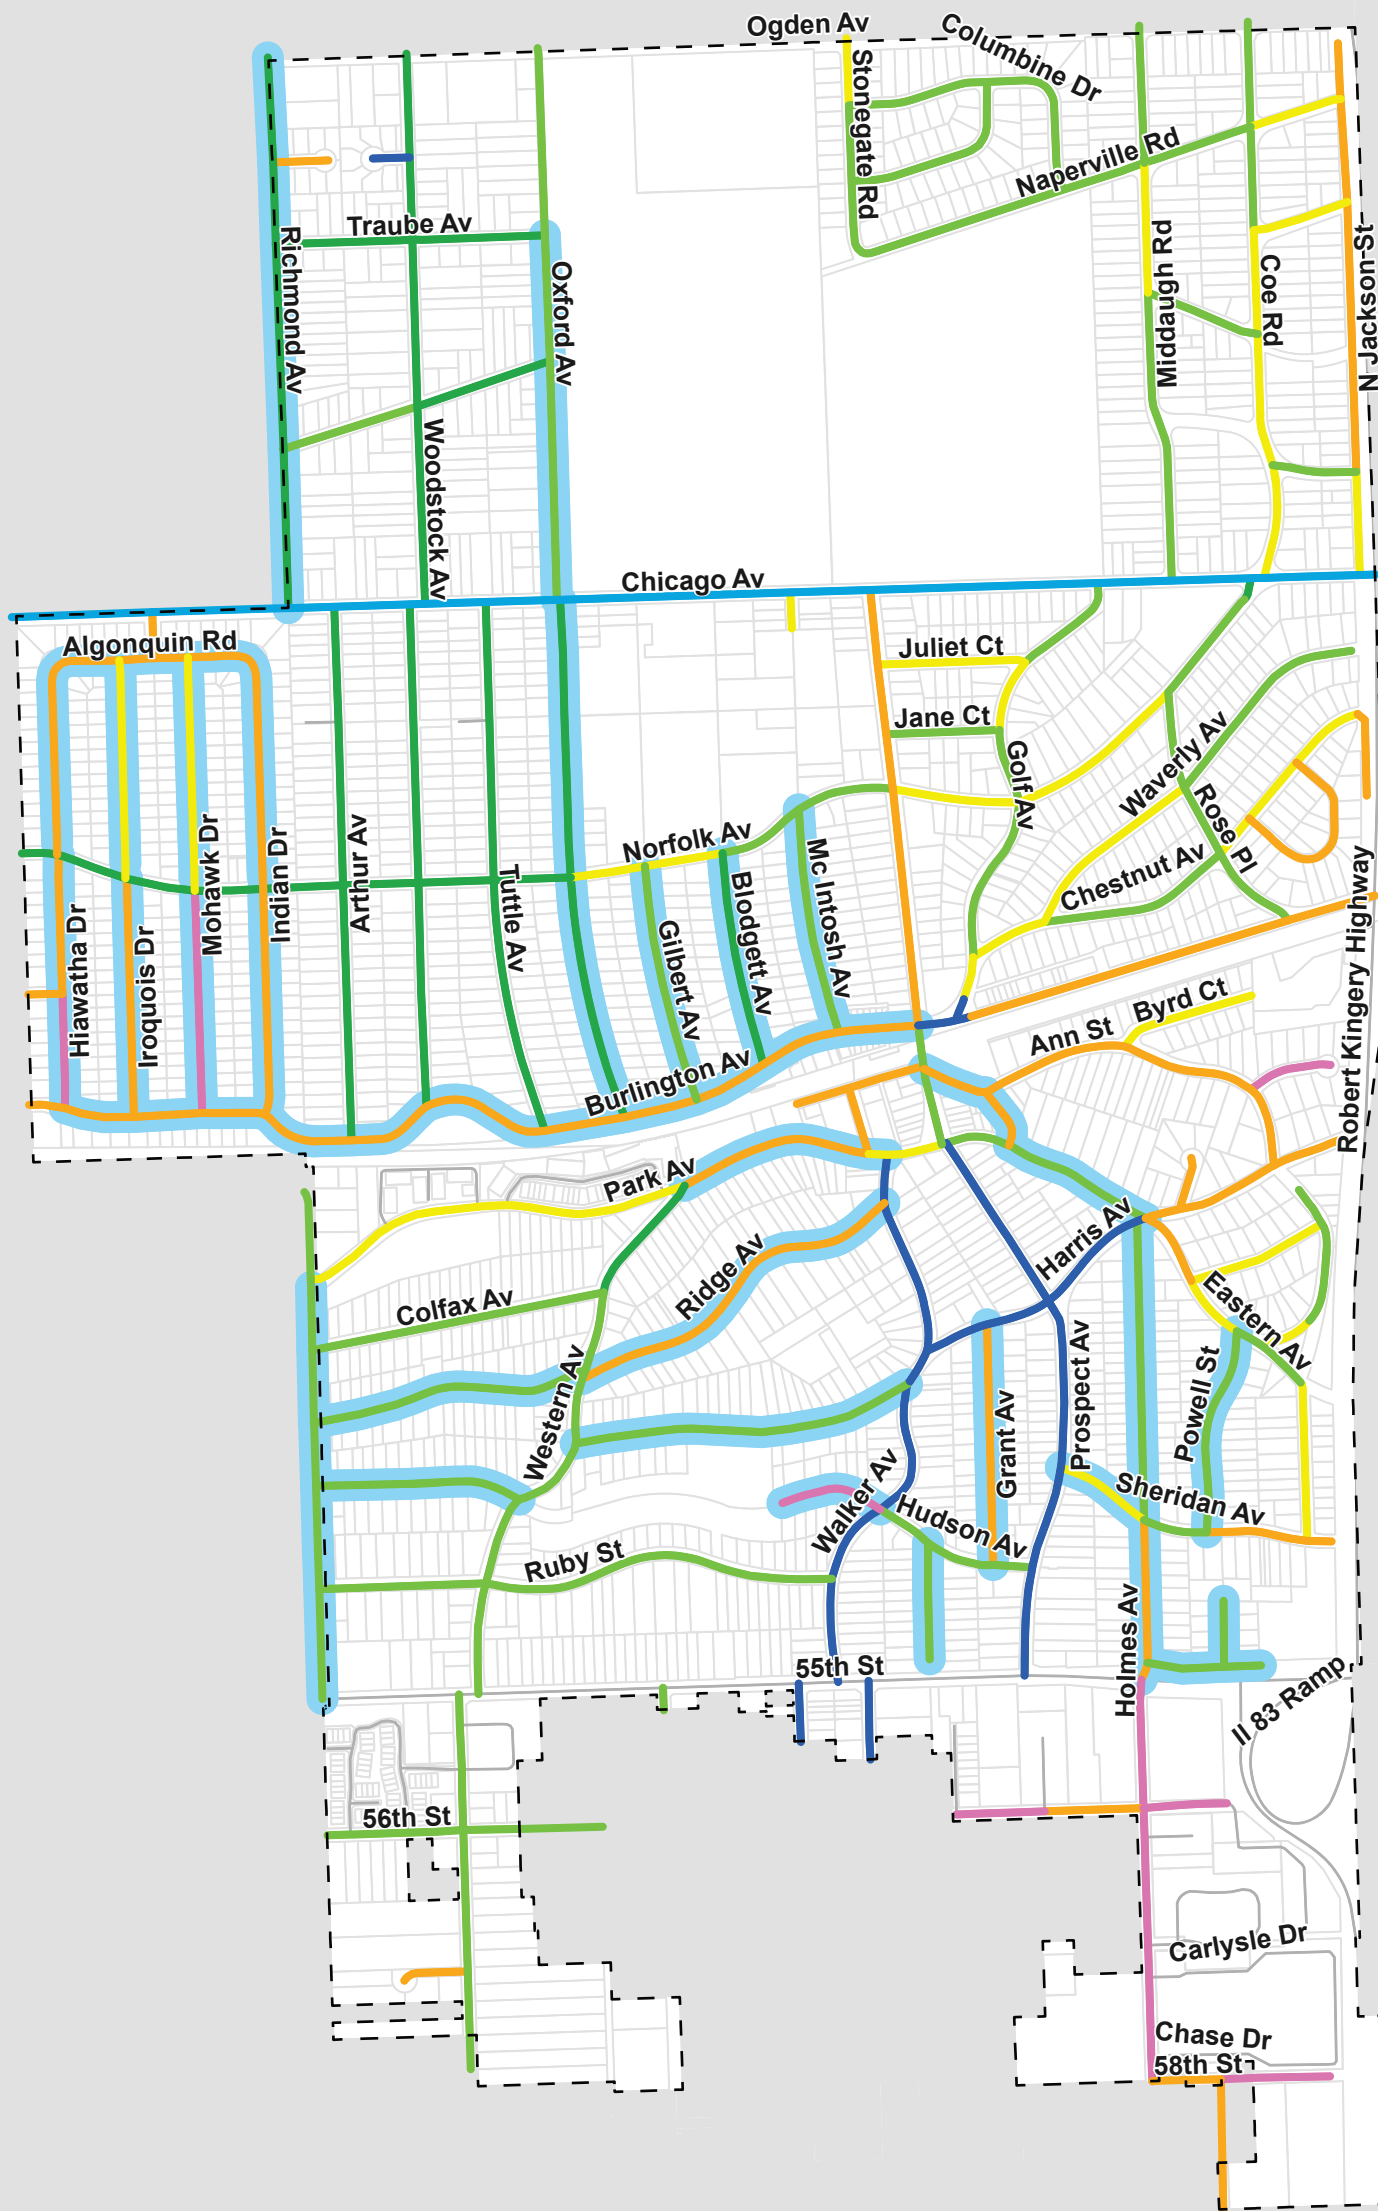 Ogden Av
Columbine Dr
Stonegate Rd
Naperville Rd
Traube Av
Richmond Av
Oxford Av
Middaugh Rd
Coe Rd
N Jackson St
Woodstock Av
Chicago Av
Algonquin Rd
Juliet Ct
Jane Ct
Golf Av
Waverly Av
Rose Pl
Chestnut Av
Norfolk Av
Mc Intosh Av
Blodgett Av
Gilbert Av
Tuttle Av
Arthur Av
Indian Dr
Mohawk Dr
Iroquois Dr
Hiawatha Dr
Burlington Av
Byrd Ct
Ann St
Robert Kingery Highway
Park Av
Harris Av
Ridge Av
Colfax Av
Eastern Av
Western Av
Grant Av
Prospect Av
Powell St
Sheridan Av
Walker Av
Hudson Av
Ruby St
Holmes Av
55th St
Il 83 Ramp
56th St
Carlysle Dr
Chase Dr
58th St